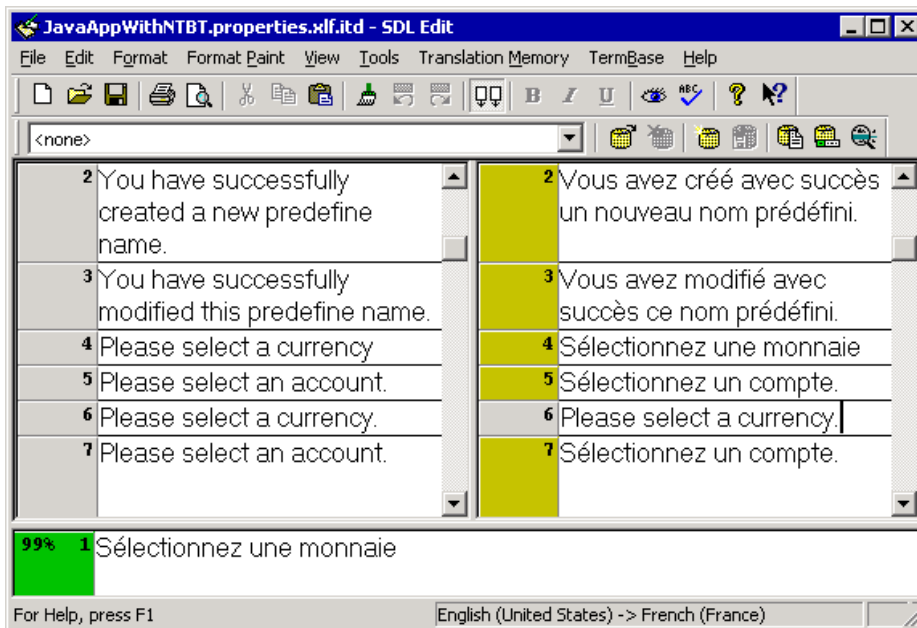 JavaAppWithNTBT.properties.xlf.itd - SDL Edit
File Edit Format Format Paint View Tools Translation Memory TermBase Help
B I U ABC
<none>
2 You have successfully
created a new predefine
name.
3 You have successfully
modified this predefine name.
4 Please select a currency
5 Please select an account.
6 Please select a currency.
7 Please select an account.
2 Vous avez créé avec succès
un nouveau nom prédéfini.
3 Vous avez modifié avec
succès ce nom prédéfini.
4 Sélectionnez une monnaie
5 Sélectionnez un compte.
6 Please select a currency.
7 Sélectionnez un compte.
99% 1 Sélectionnez une monnaie
For Help, press F1
English (United States) -> French (France)